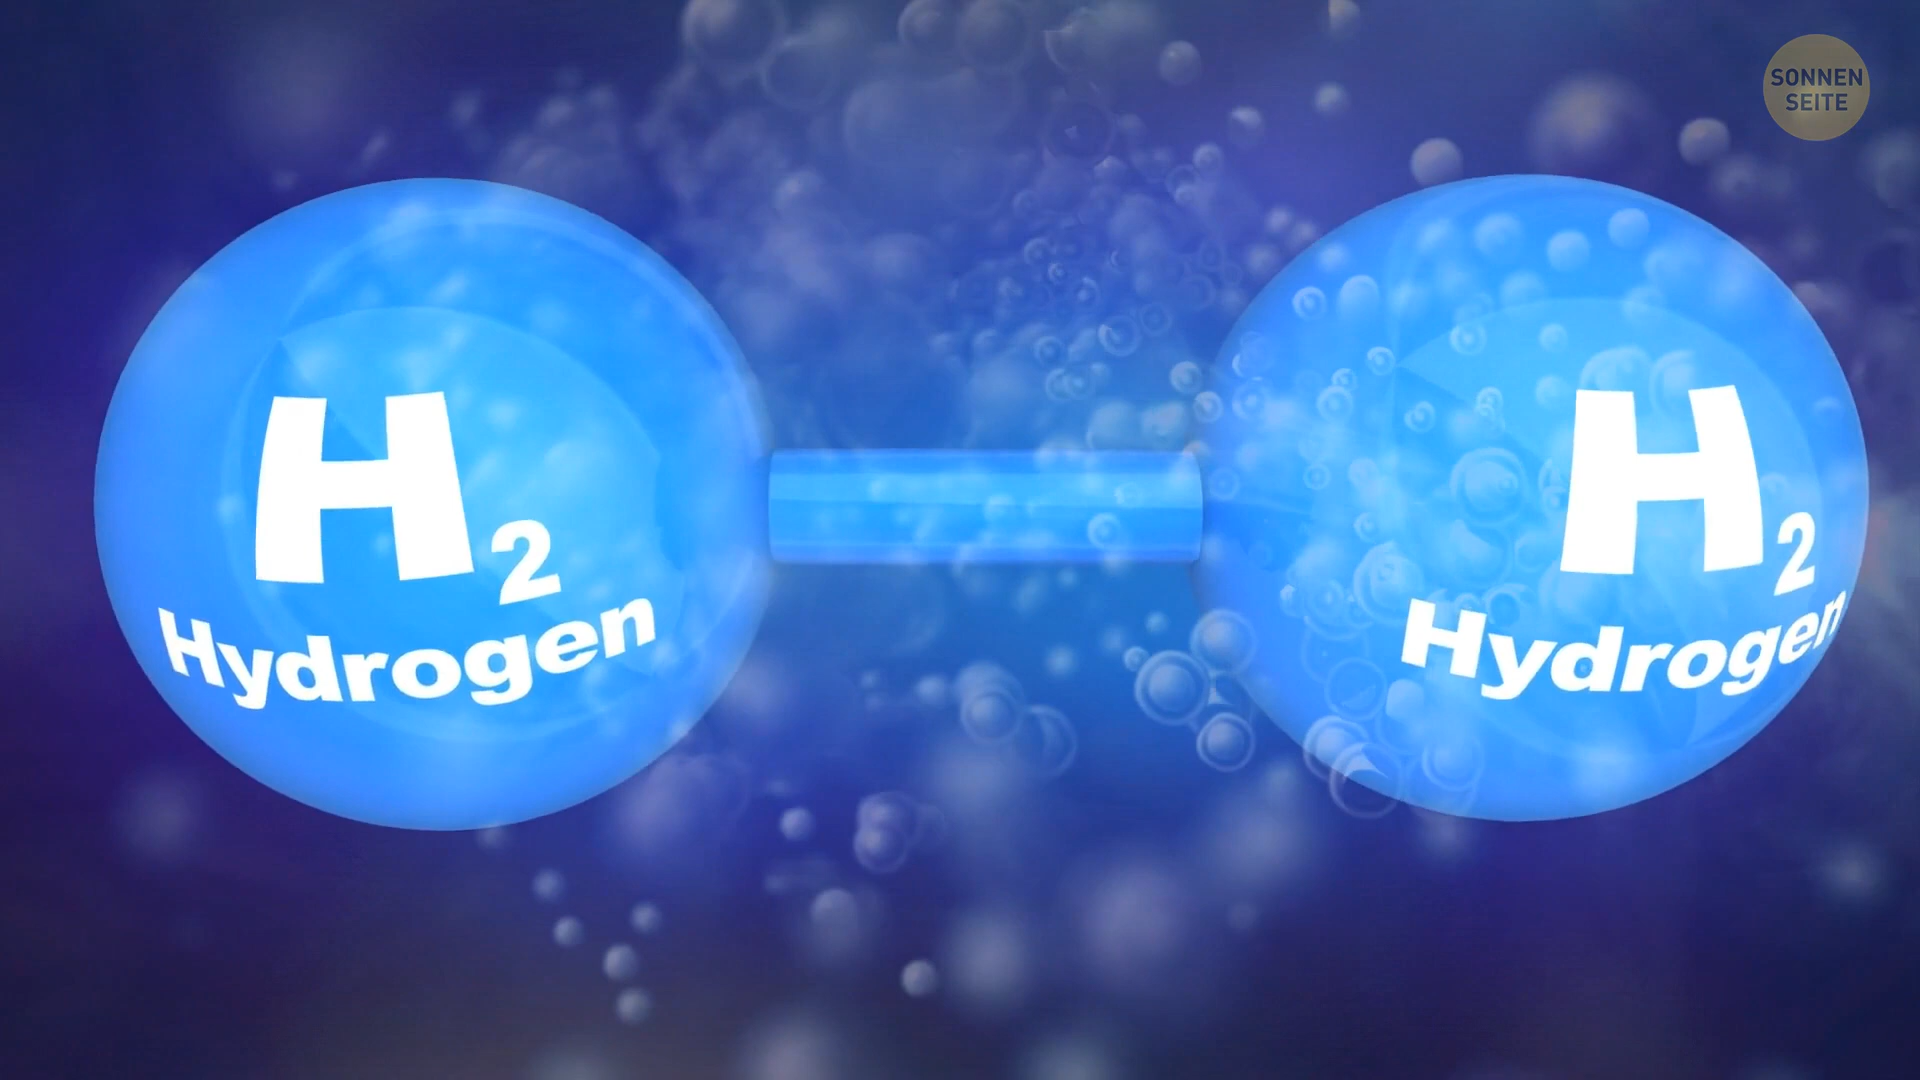 SONNEN
SEITE
H2
Hydrogen
H2
Hydrogen